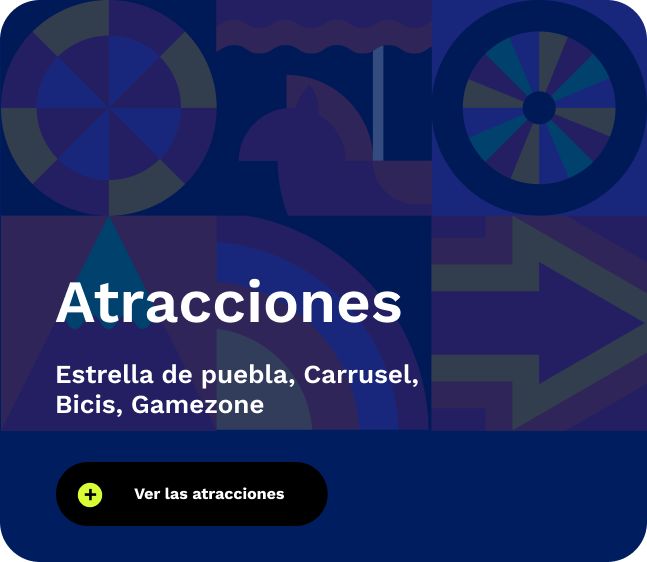 Atracciones
Estrella de puebla, Carrusel,
Bicis, Gamezone
Ver las atracciones